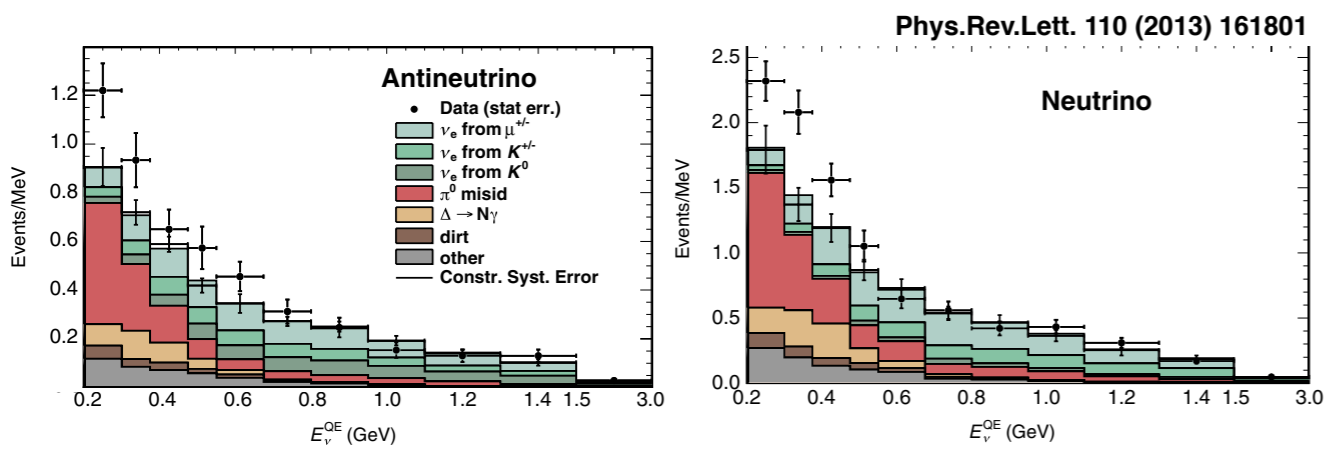 Phys.Rev.Lett. 110 (2013) 161801
Antineutrino
Data (stat err.)
νe from μ+/-
νe from K+/-
νe from K0
π0 misid
Δ → Nγ
dirt
other
Constr. Syst. Error
Events/MeV
1.2
1.0
0.8
0.6
0.4
0.2
0.2 0.4 0.6 0.8 1.0 1.2 1.4 1.5 3.0
EνQE (GeV)
Neutrino
Events/MeV
2.5
2.0
1.5
1.0
0.5
0.0
0.2 0.4 0.6 0.8 1.0 1.2 1.4 1.5 3.0
EνQE (GeV)